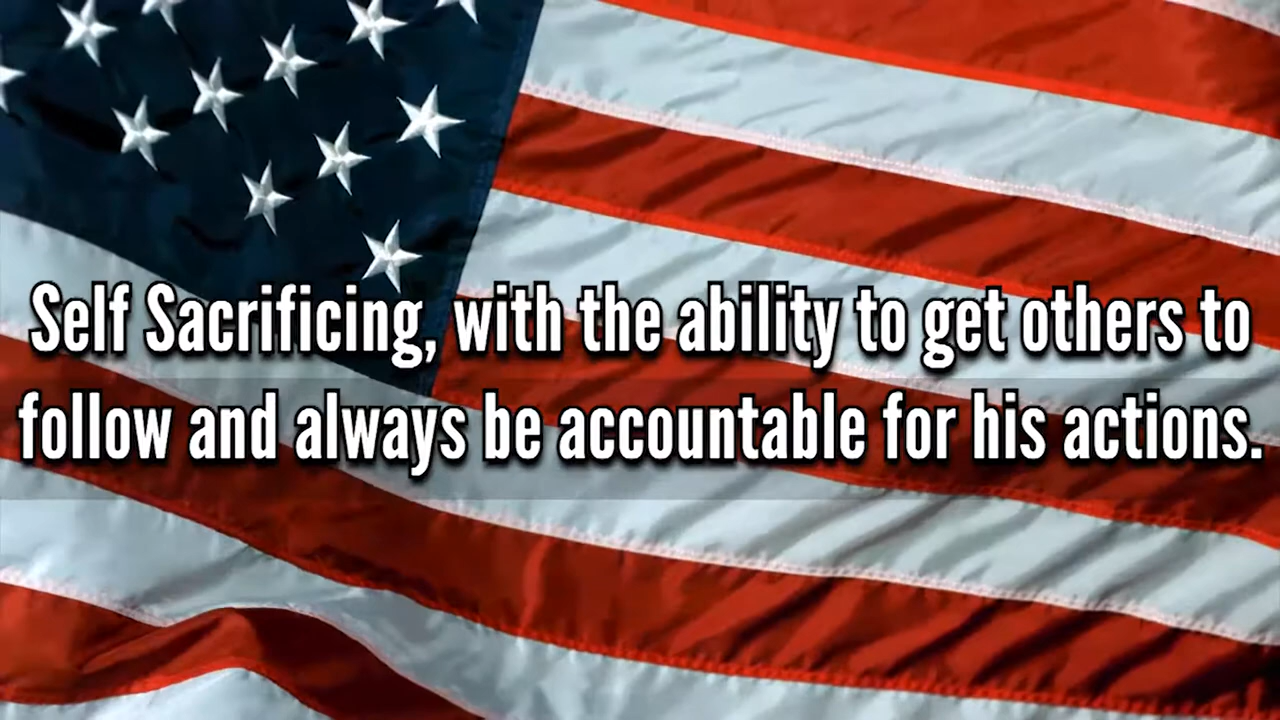 Self Sacrificing, with the ability to get others to
follow and always be accountable for his actions.